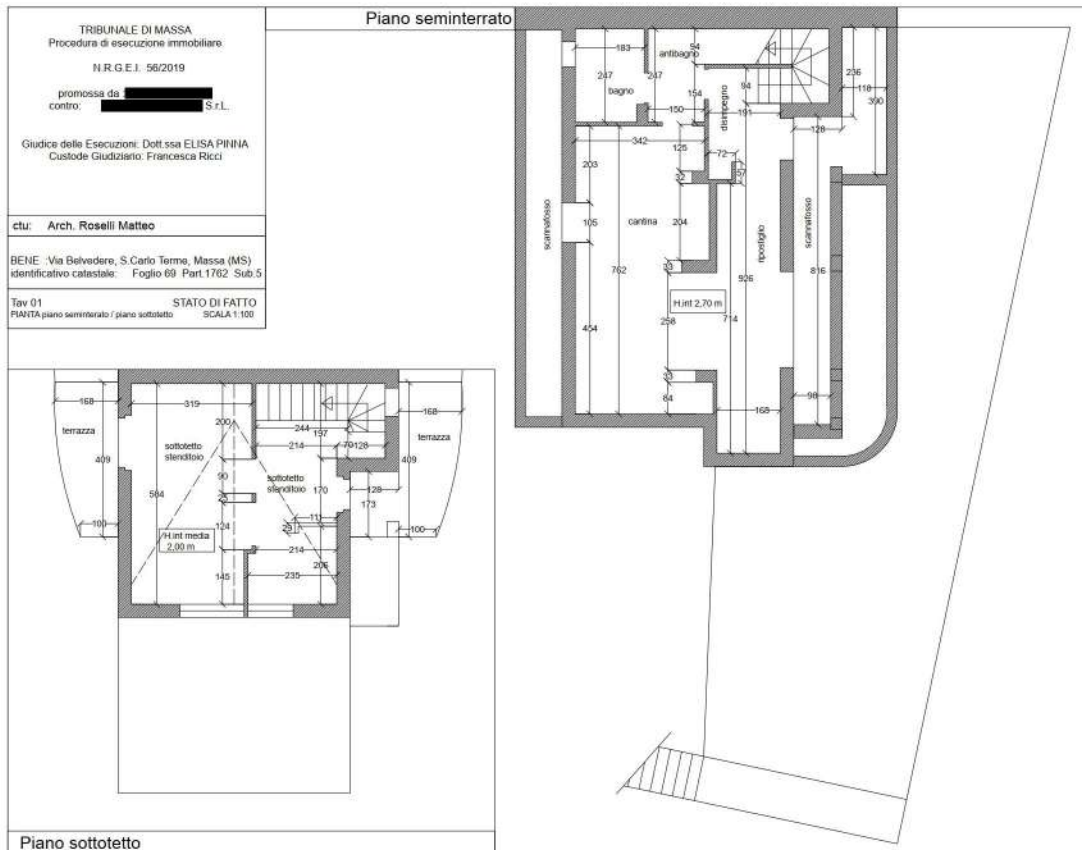 TRIBUNALE DI MASSA
Procedura di esecuzione immobiliare
N.R.G.E.I. 56/2019
promossa da :
contro: S.r.L.
Giudice delle Esecuzioni: Dott.ssa ELISA PINNA
Custode Giudiziario: Francesca Ricci
ctu: Arch. Roselli Matteo
BENE :Via Belvedere, S.Carlo Terme, Massa (MS)
identificativo catastale: Foglio 69 Part.1762 Sub.5
Tav 01 STATO DI FATTO
PIANTA piano seminterato / piano sottotetto SCALA 1:100
Piano seminterrato
183
94
antibagno
247
247
bagno
154
94
150
disimpegno
191
236
118
390
128
342
125
72
57
203
32
scannafosso
105
cantina
204
ripostiglio
scannafosso
762
33
926
816
H.int 2,70 m
258
714
454
33
84
168
98
168
319
200
244
197
214
70
128
168
terrazza
terrazza
409
409
sottotetto
stenditoio
sottotetto
stenditoio
584
90
25
170
128
173
124
111
29
100
100
H.int media
2,00 m
214
145
235
206
Piano sottotetto